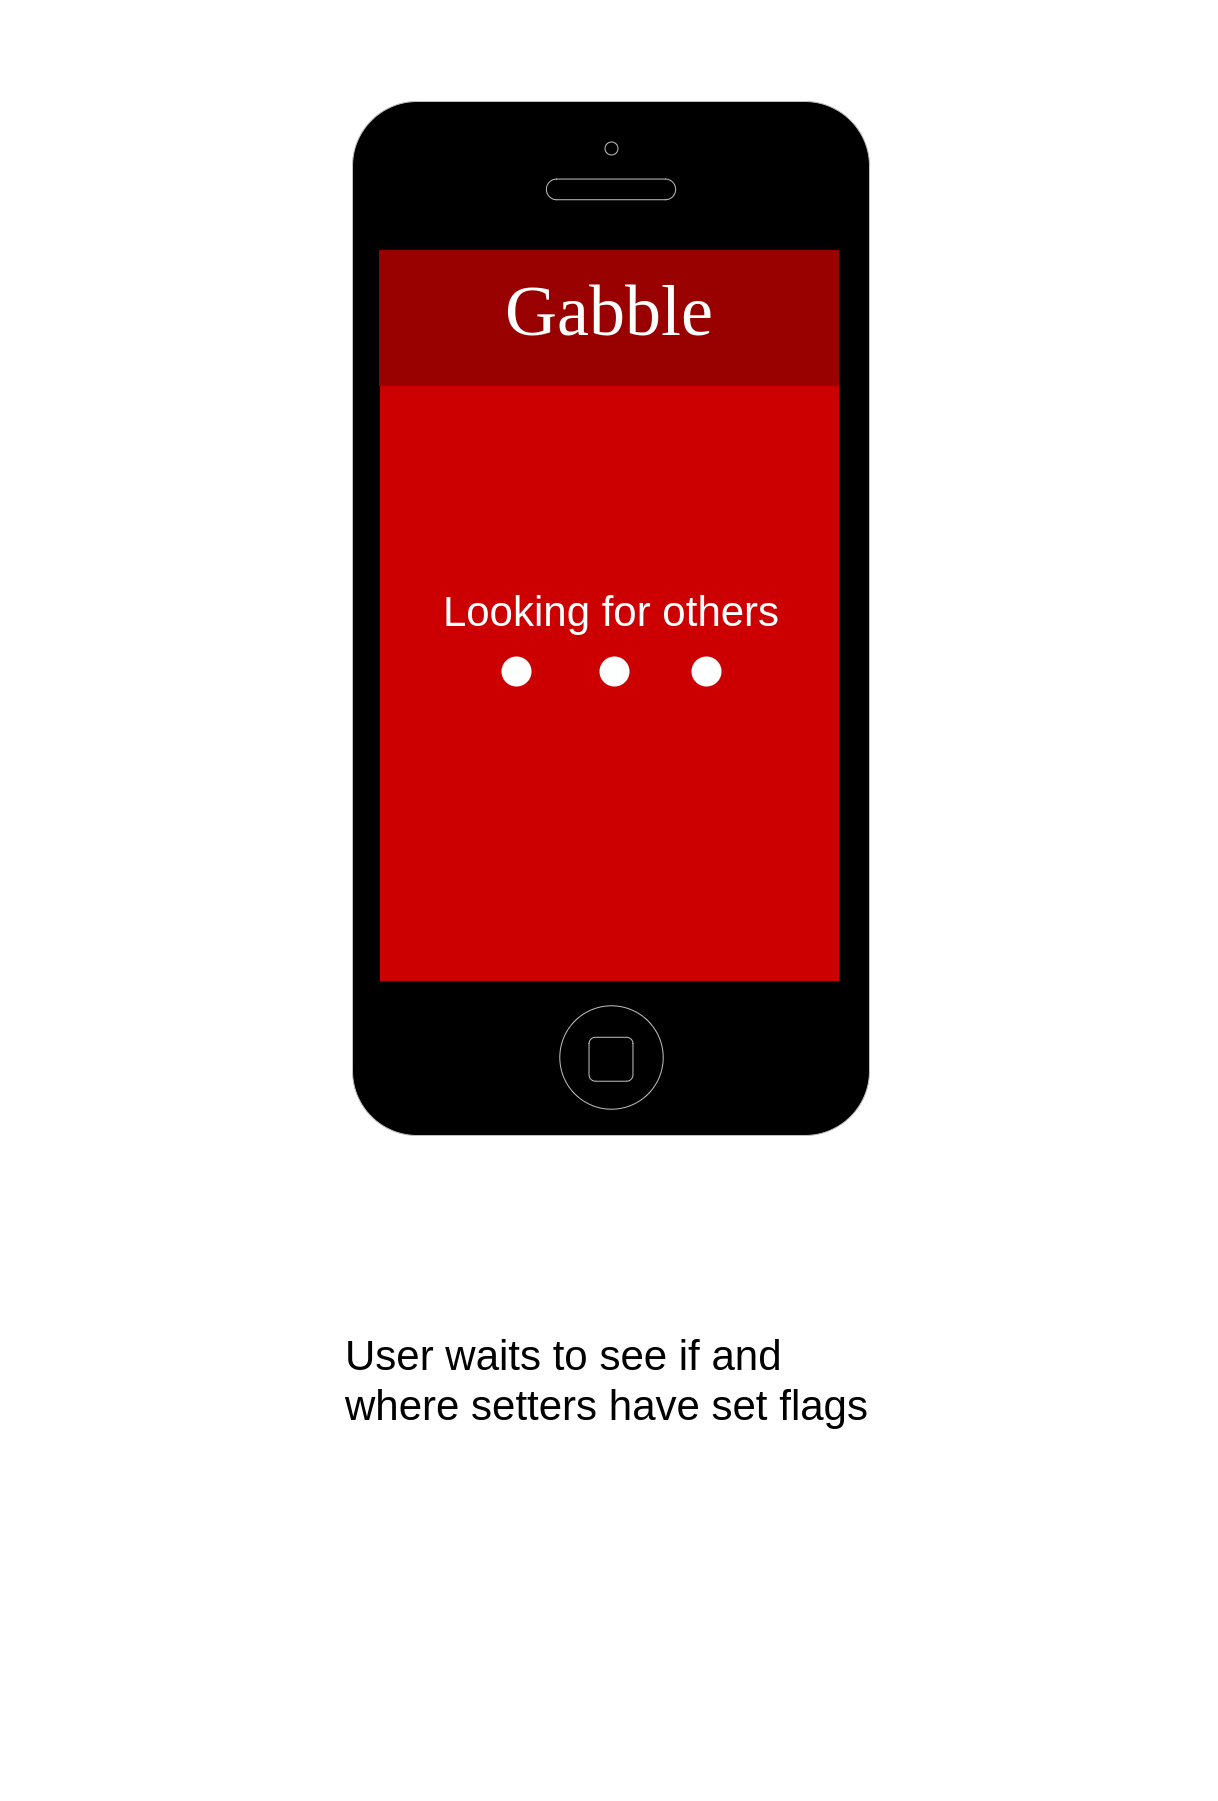 Gabble
Looking for others
User waits to see if and
where setters have set flags